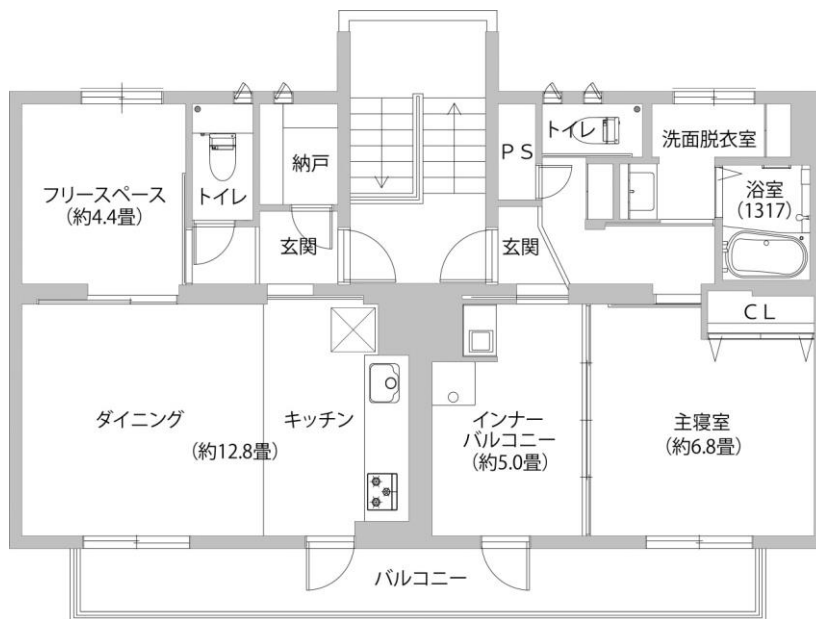 フリースペース
(約4.4畳)
トイレ
納戸
玄関
PS
トイレ
洗面脱衣室
浴室
(1317)
玄関
CL
ダイニング
キッチン
(約12.8畳)
インナー
バルコニー
(約5.0畳)
主寝室
(約6.8畳)
バルコニー